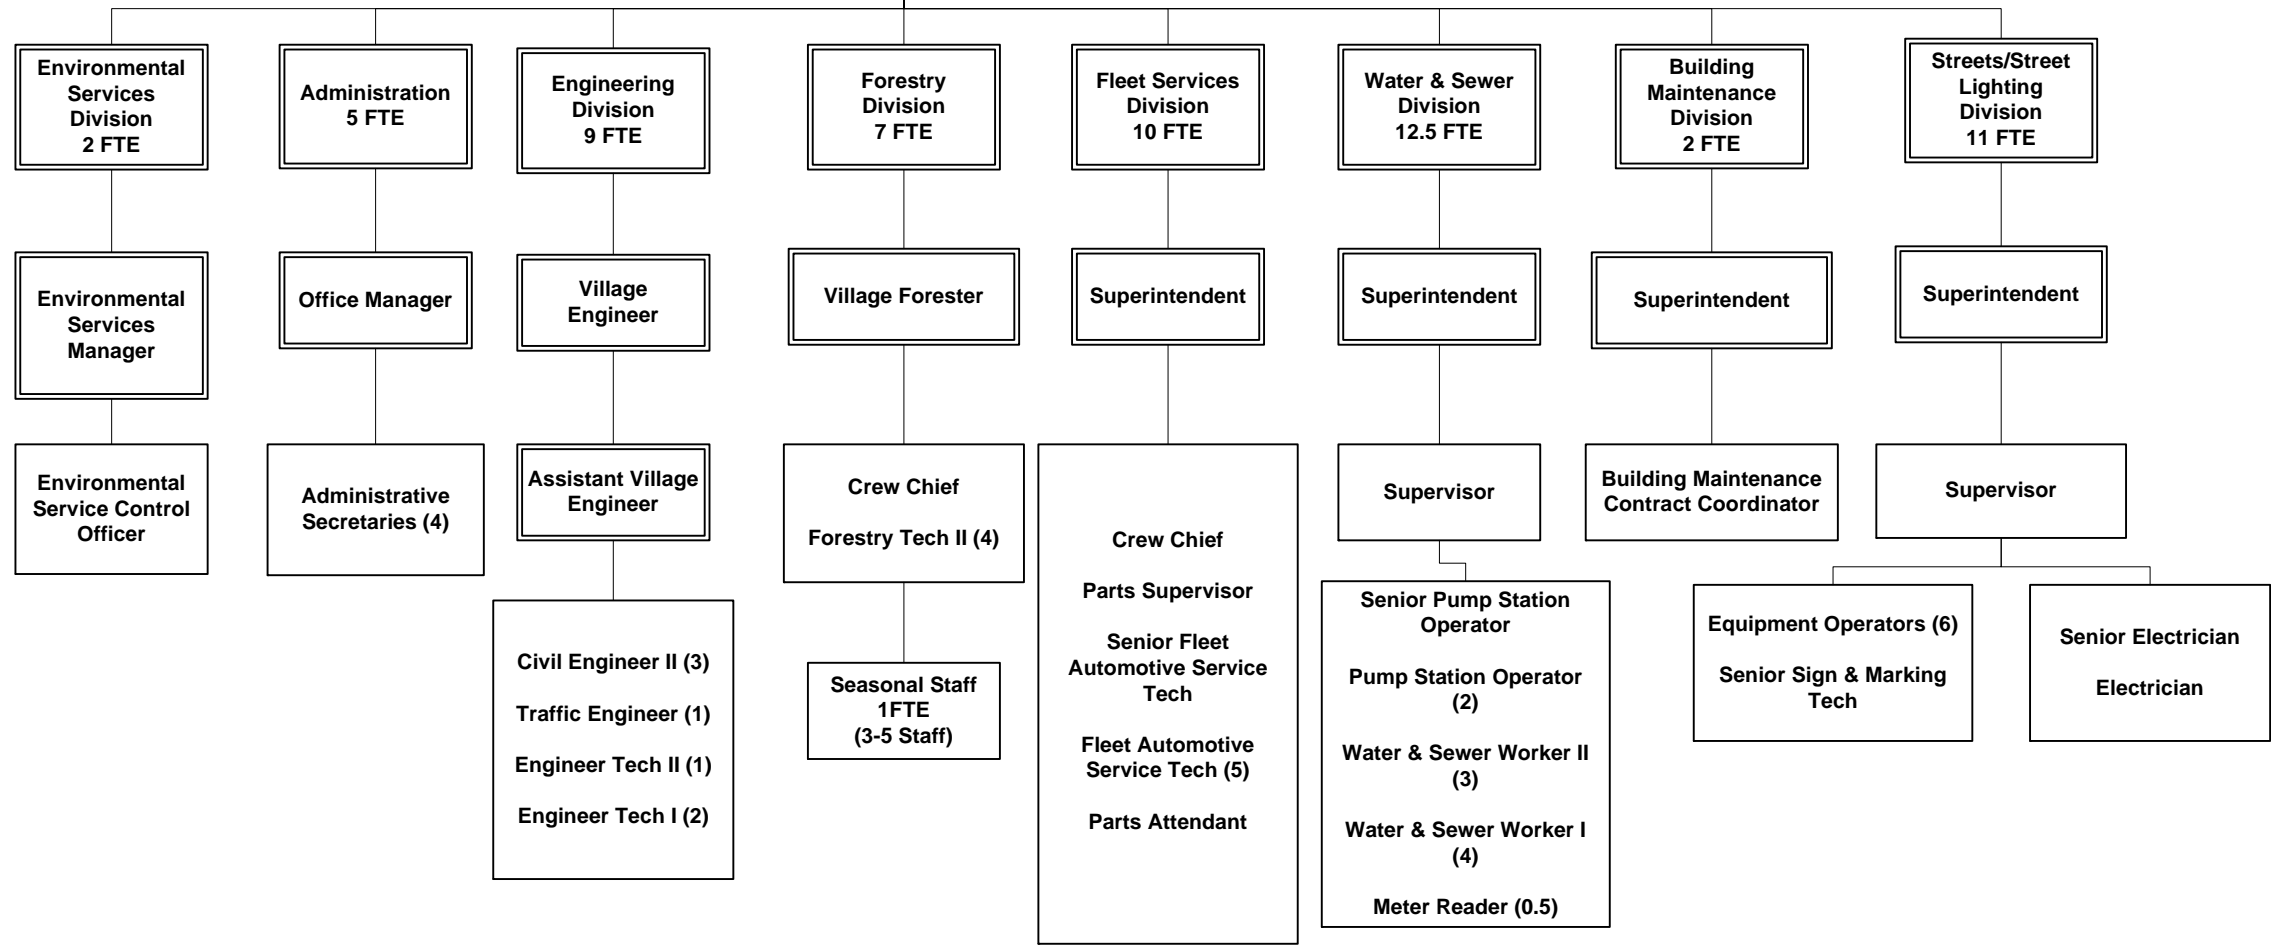 Environmental
Services
Division
2 FTE
Administration
5 FTE
Engineering
Division
9 FTE
Forestry
Division
7 FTE
Fleet Services
Division
10 FTE
Water & Sewer
Division
12.5 FTE
Building
Maintenance
Division
2 FTE
Streets/Street
Lighting
Division
11 FTE
Environmental
Services
Manager
Office Manager
Village
Engineer
Village Forester
Superintendent
Superintendent
Superintendent
Superintendent
Environmental
Service Control
Officer
Administrative
Secretaries (4)
Assistant Village
Engineer
Crew Chief
Forestry Tech II (4)
Crew Chief
Parts Supervisor
Senior Fleet
Automotive Service
Tech
Fleet Automotive
Service Tech (5)
Parts Attendant
Supervisor
Building Maintenance
Contract Coordinator
Supervisor
Civil Engineer II (3)
Traffic Engineer (1)
Engineer Tech II (1)
Engineer Tech I (2)
Seasonal Staff
1FTE
(3-5 Staff)
Senior Pump Station
Operator
Pump Station Operator
(2)
Water & Sewer Worker II
(3)
Water & Sewer Worker I
(4)
Meter Reader (0.5)
Equipment Operators (6)
Senior Sign & Marking
Tech
Senior Electrician
Electrician